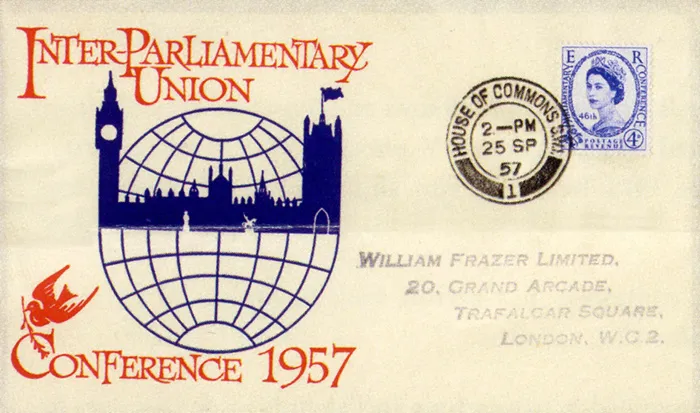 INTER-PARLIAMENTARY
UNION
CONFERENCE 1957
HOUSE OF COMMONS S.W.1
2-PM
25 SP
57
1
E R
PARLIAMENTARY CONFERENCE
46th
4D
POSTAGE
REVENUE
WILLIAM FRAZER LIMITED,
20, GRAND ARCADE,
TRAFALGAR SQUARE,
LONDON, W.C.2.